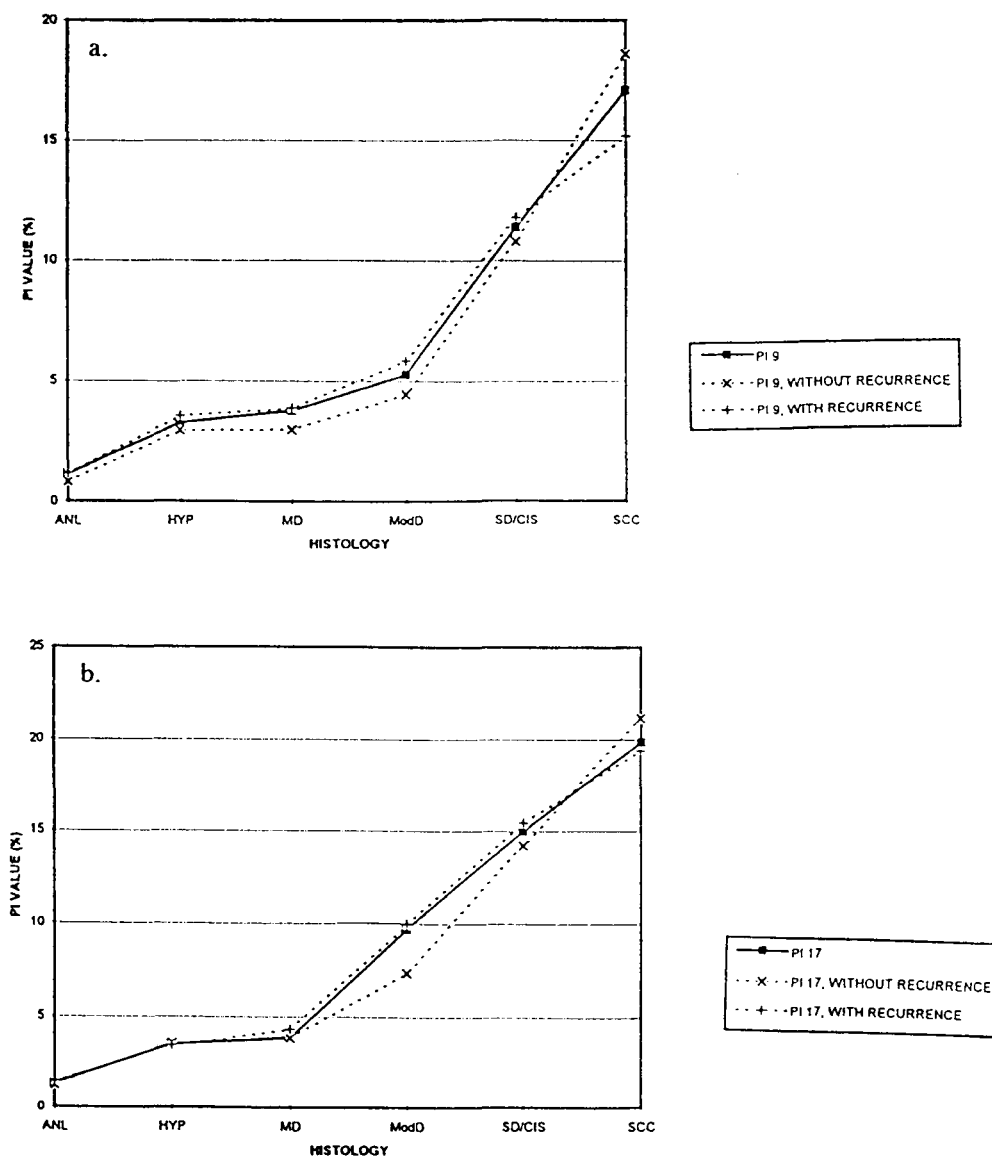 a.
20
15
10
5
0
PI VALUE (%)
ANL HYP MD ModD SD/CIS SCC
HISTOLOGY
PI 9
PI 9, WITHOUT RECURRENCE
PI 9, WITH RECURRENCE
b.
25
20
15
10
5
0
PI VALUE (%)
ANL HYP MD ModD SD/CIS SCC
HISTOLOGY
PI 17
PI 17, WITHOUT RECURRENCE
PI 17, WITH RECURRENCE